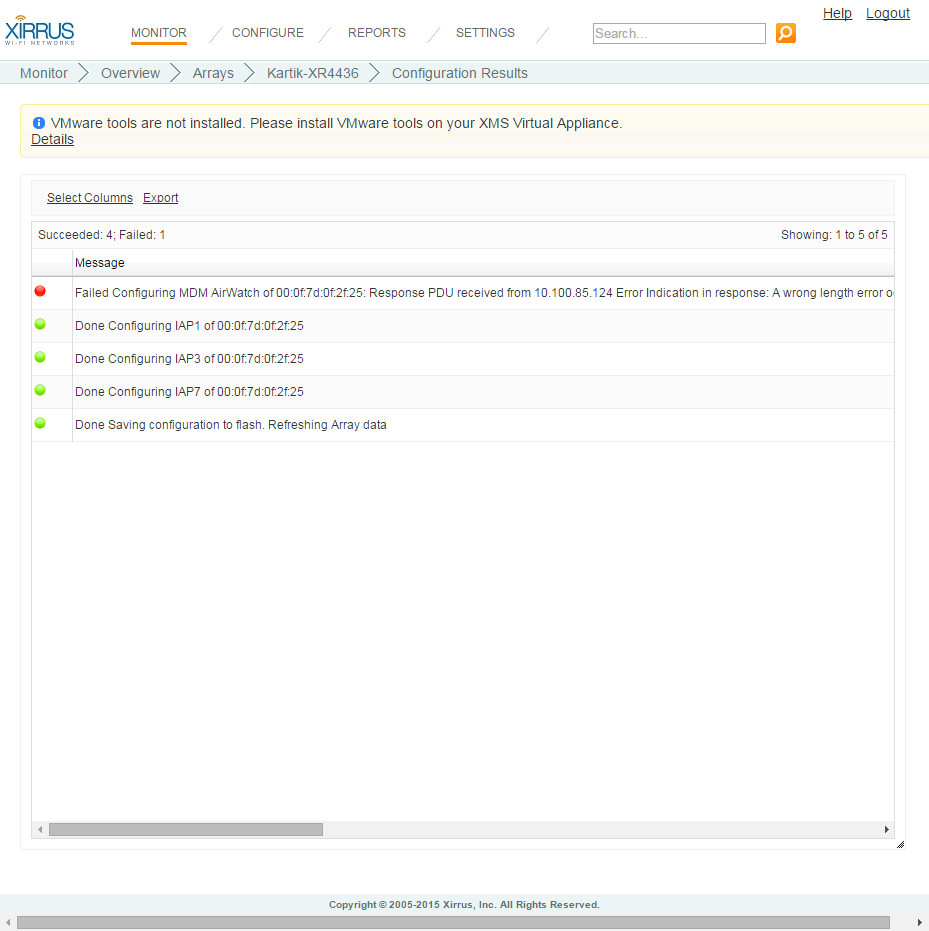 Help Logout
XIRRUS
WI-FI NETWORKS
MONITOR CONFIGURE REPORTS SETTINGS Search...
Monitor Overview Arrays Kartik-XR4436 Configuration Results
VMware tools are not installed. Please install VMware tools on your XMS Virtual Appliance.
Details
Select Columns Export
Succeeded: 4; Failed: 1 Showing: 1 to 5 of 5
Message
Failed Configuring MDM AirWatch of 00:0f:7d:0f:2f:25: Response PDU received from 10.100.85.124 Error Indication in response: A wrong length error o
Done Configuring IAP1 of 00:0f:7d:0f:2f:25
Done Configuring IAP3 of 00:0f:7d:0f:2f:25
Done Configuring IAP7 of 00:0f:7d:0f:2f:25
Done Saving configuration to flash. Refreshing Array data
Copyright © 2005-2015 Xirrus, Inc. All Rights Reserved.